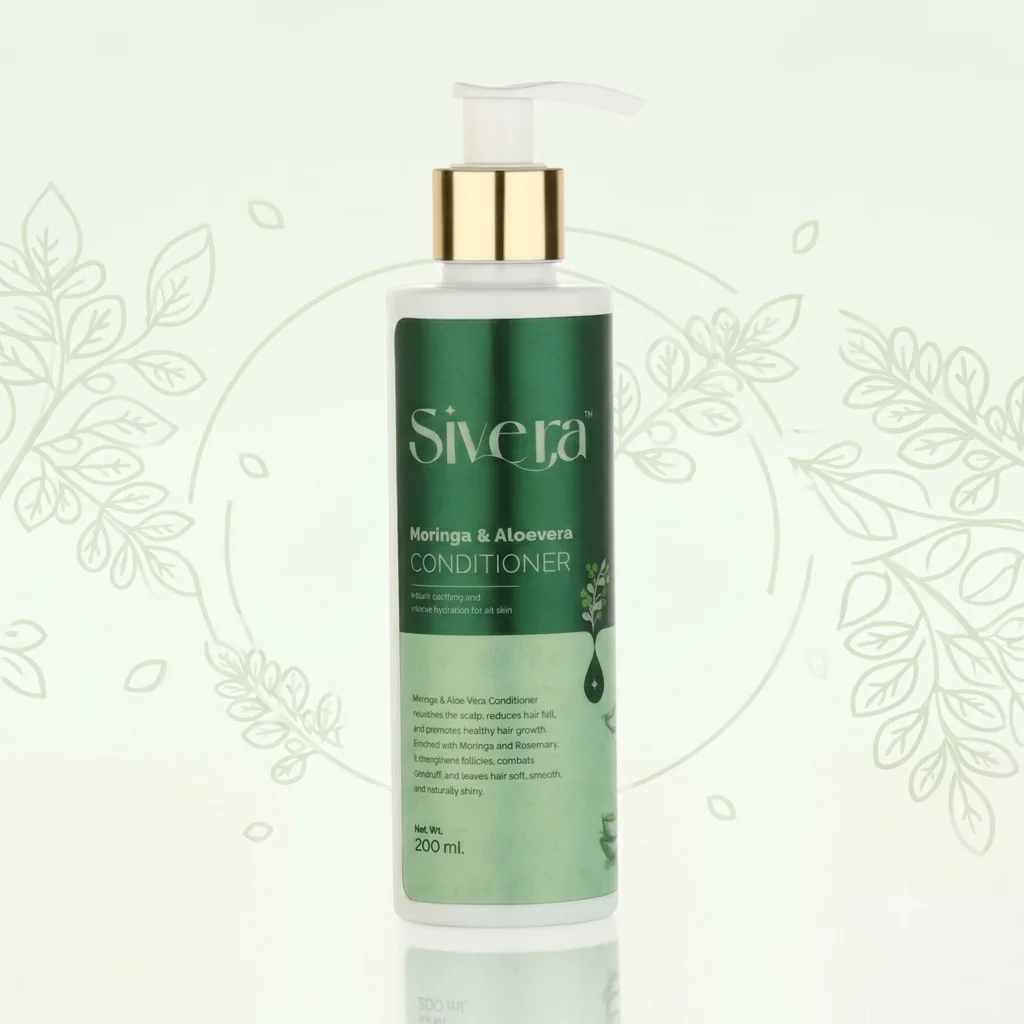 Sivera™
Moringa & Aloevera
CONDITIONER
soothing and
hydration for all skin
Moringa & Aloe Vera Conditioner
nourishes the scalp, reduces hair fall,
and promotes healthy hair growth.
Enriched with Moringa and Rosemary.
It strengthens follicles, combats
dandruff, and leaves hair soft, smooth,
and naturally shiny.
Net. Wt.
200 ml.